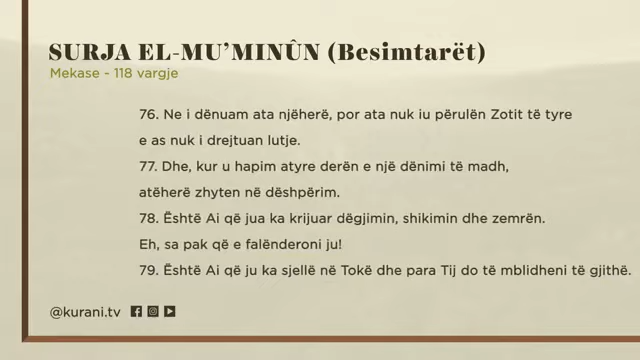 SURJA EL-MU’MINÛN (Besimtarët)
Mekase - 118 vargje
76. Ne i dënuam ata njëherë, por ata nuk iu përulën Zotit të tyre
e as nuk i drejtuan lutje.
77. Dhe, kur u hapim atyre derën e një dënimi të madh,
atëherë zhyten në dëshpërim.
78. Është Ai që jua ka krijuar dëgjimin, shikimin dhe zemrën.
Eh, sa pak që e falënderoni ju!
79. Është Ai që ju ka sjellë në Tokë dhe para Tij do të mblidheni të gjithë.
@kurani.tv